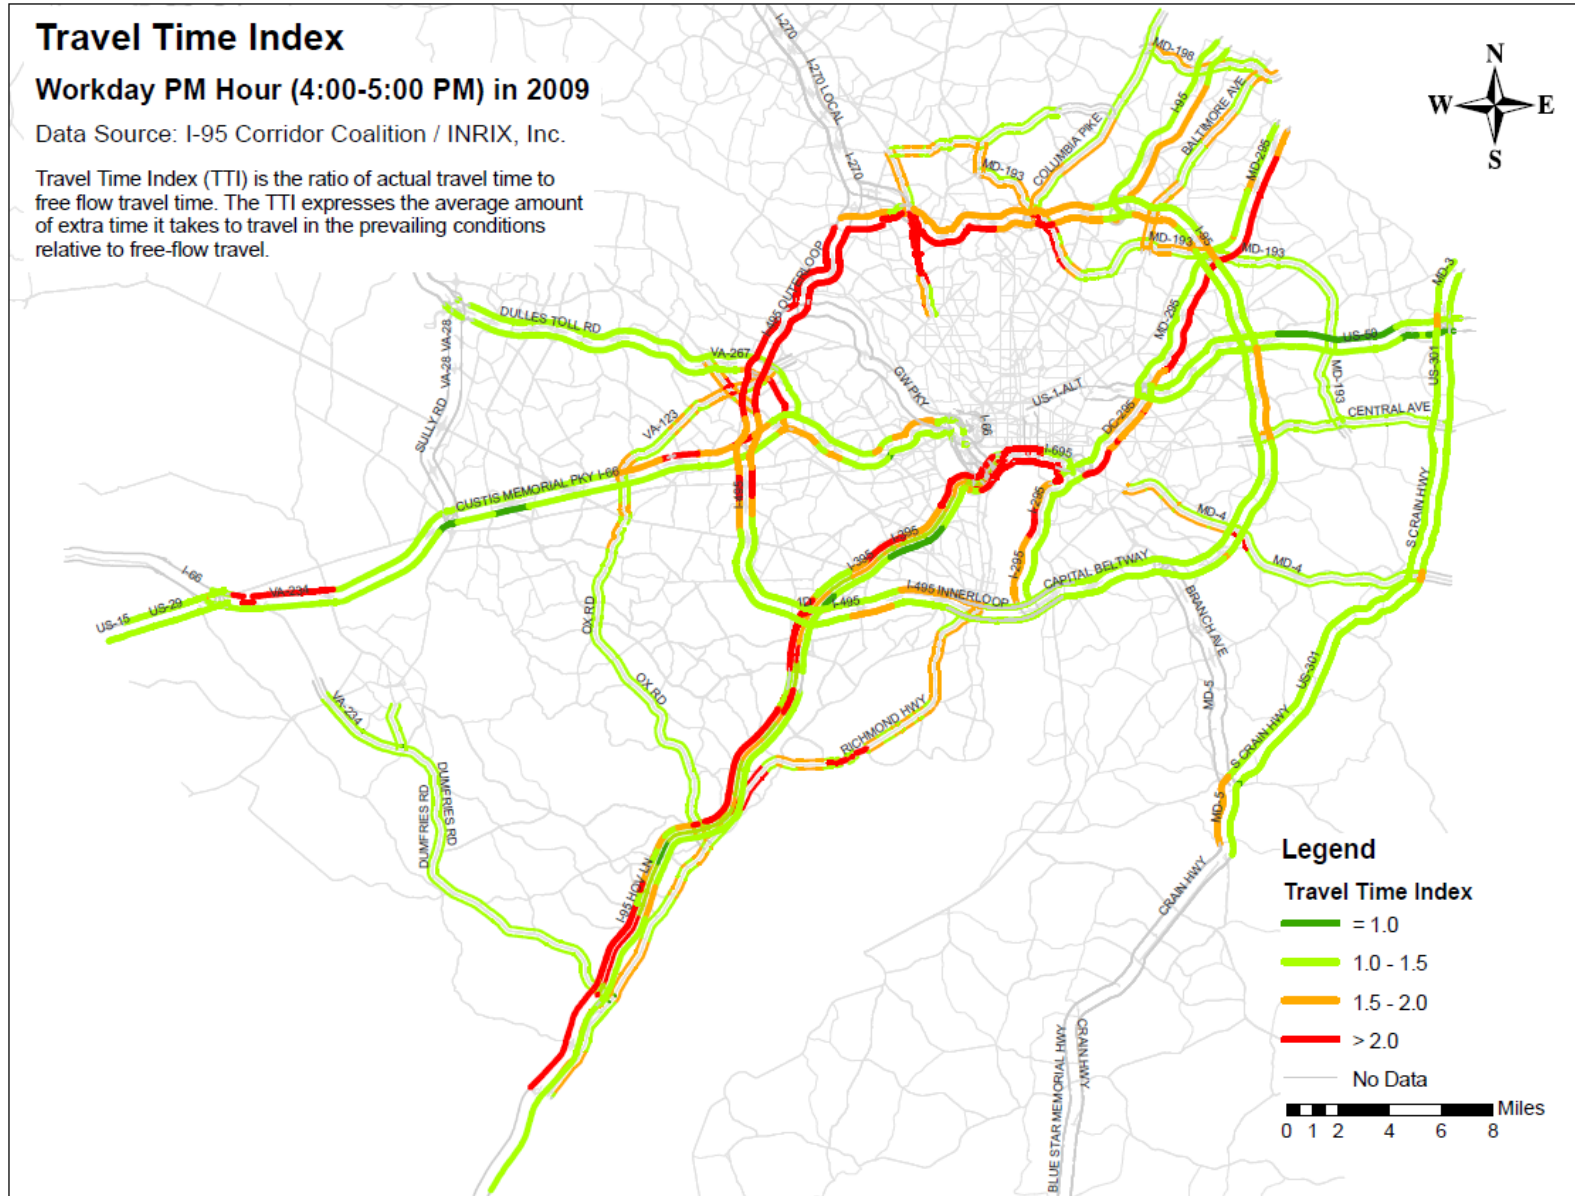 Travel Time Index
Workday PM Hour (4:00-5:00 PM) in 2009
Data Source: I-95 Corridor Coalition / INRIX, Inc.
Travel Time Index (TTI) is the ratio of actual travel time to
free flow travel time. The TTI expresses the average amount
of extra time it takes to travel in the prevailing conditions
relative to free-flow travel.
N
W
E
S
I-270
I-270 LOCAL
I-270
MD-198
I-95
BALTIMORE AVE
COLUMBIA PIKE
MD-193
MD-295
MD-193
I-95
MD-193
MD-3
I-495 OUTERLOOP
DULLES TOLL RD
VA-28
VA-28
VA-267
MD-295
US-301
MD-193
GW PKY
US-1-ALT
CENTRAL AVE
SULLY RD
VA-123
I-66
DC-295
I-695
CUSTIS MEMORIAL PKY
I-66
I-495
I-295
MD-4
S CRAIN HWY
I-395
I-395
I-295
CAPITAL BELTWAY
MD-4
I-66
VA-234
US-29
US-15
I-495
I-495 INNERLOOP
OX RD
BRANCH AVE
OX RD
US-301
MD-5
VA-234
RICHMOND HWY
S CRAIN HWY
DUMFRIES RD
DUMFRIES RD
MD-5
I-95 HOV LN
CRAIN HWY
BLUE STAR MEMORIAL HWY
CRAIN HWY
Legend
Travel Time Index
= 1.0
1.0 - 1.5
1.5 - 2.0
> 2.0
No Data
Miles
0 1 2 4 6 8